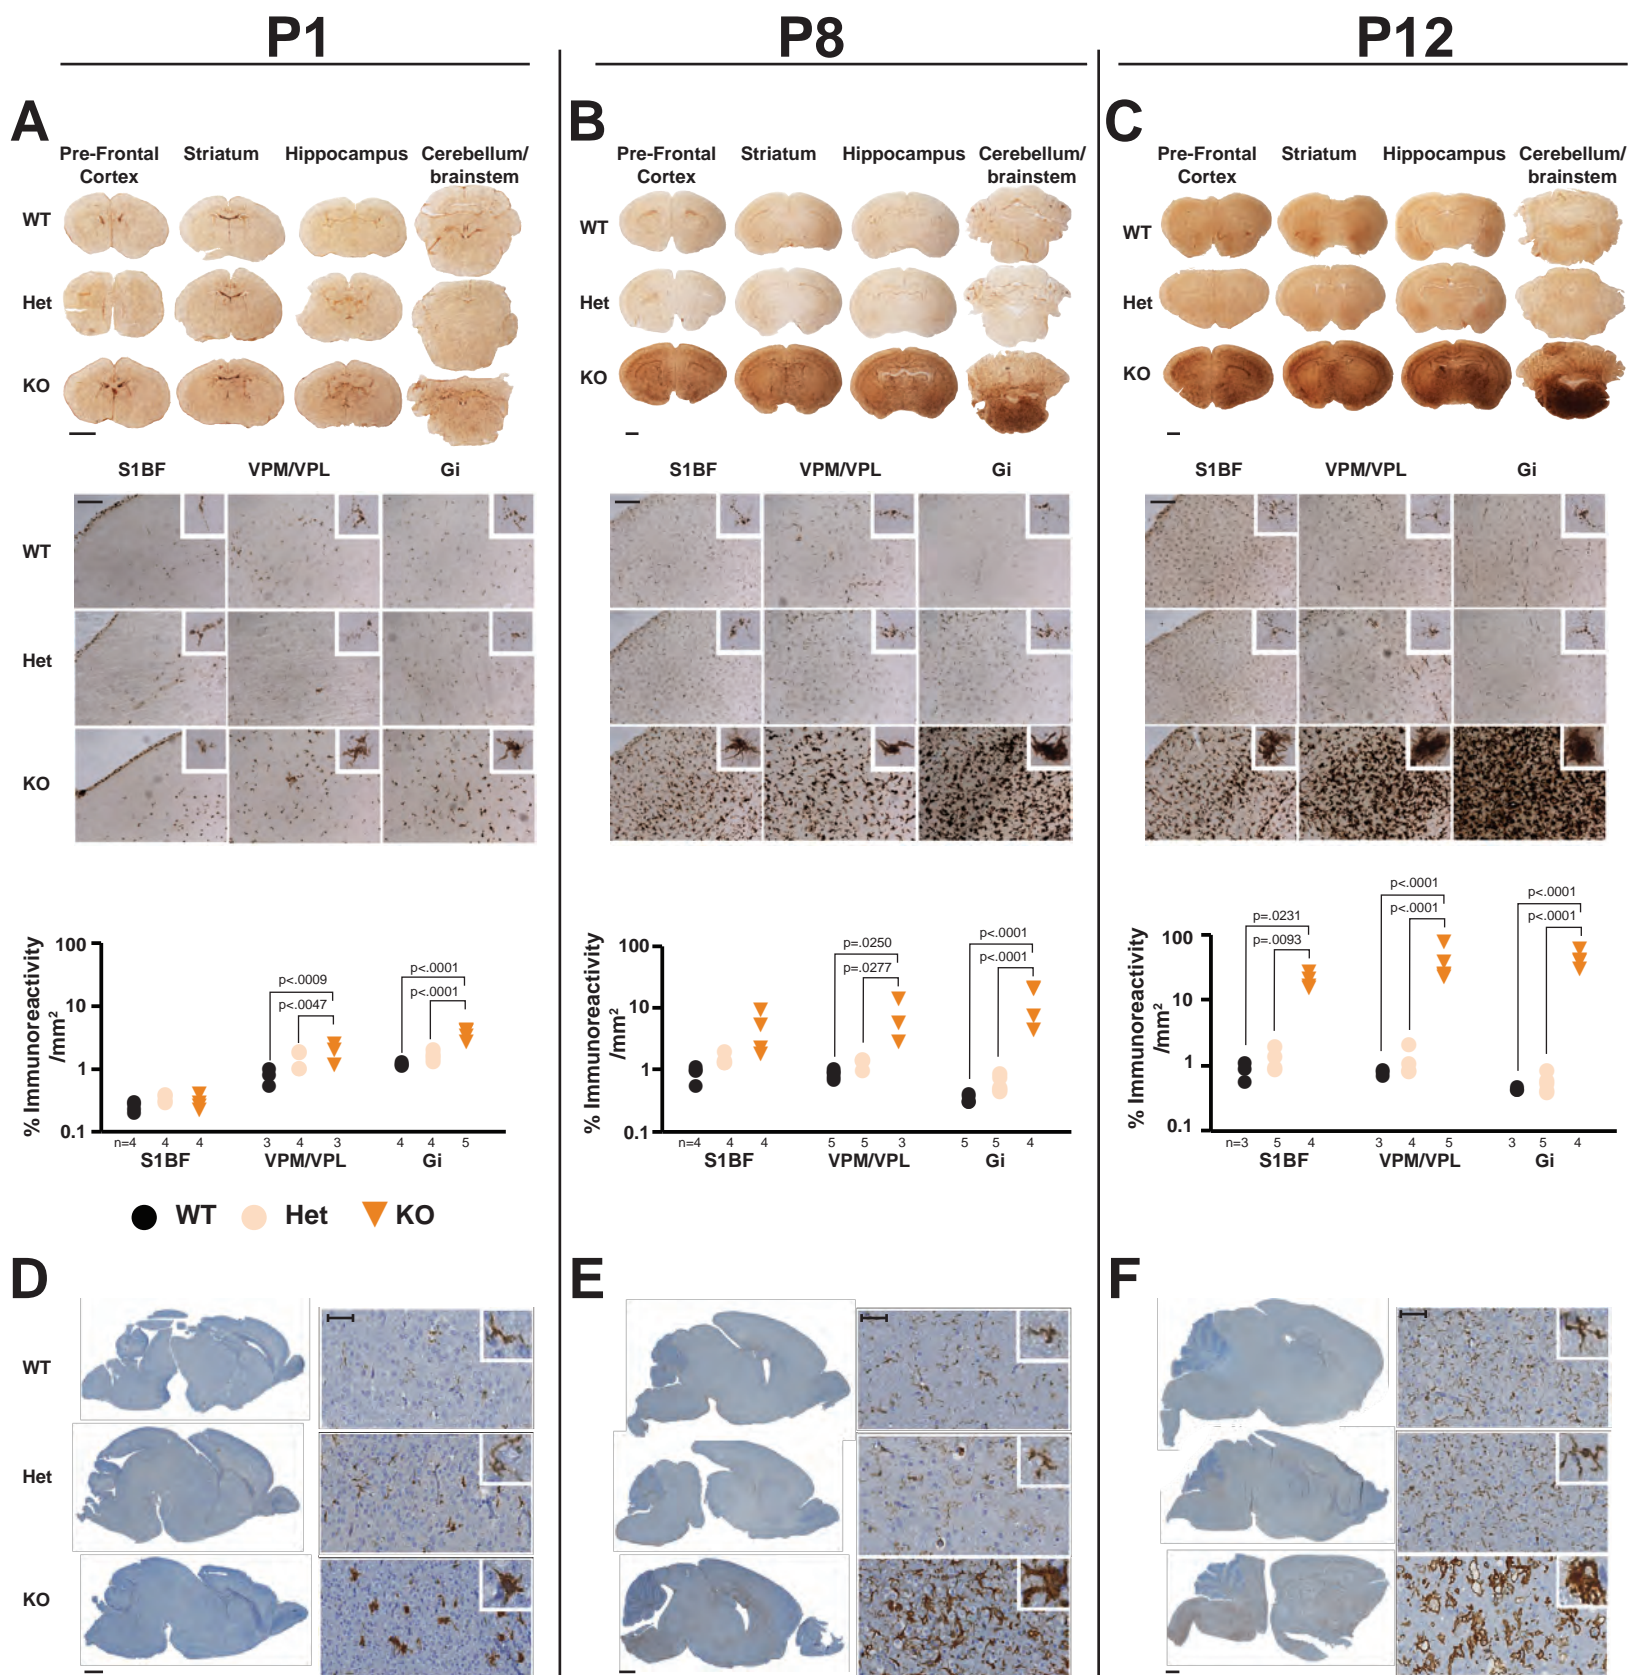 P1
P8
P12
A
Pre-Frontal Cortex Striatum Hippocampus Cerebellum/ brainstem
WT
Het
KO
S1BF VPM/VPL Gi
WT
Het
KO
% Immunoreactivity
/mm2
100
10
1
0.1
p<.0009
p<.0047
p<.0001
p<.0001
n=4 4 4 3 4 3 4 4 5
S1BF VPM/VPL Gi
WT Het KO
B
Pre-Frontal Cortex Striatum Hippocampus Cerebellum/ brainstem
WT
Het
KO
S1BF VPM/VPL Gi
% Immunoreactivity
/mm2
100
10
1
0.1
p=.0250
p=.0277
p<.0001
p<.0001
n=4 4 4 5 5 3 5 5 4
S1BF VPM/VPL Gi
C
Pre-Frontal Cortex Striatum Hippocampus Cerebellum/ brainstem
WT
Het
KO
S1BF VPM/VPL Gi
% Immunoreactivity
/mm2
100
10
1
0.1
p=.0231
p=.0093
p<.0001
p<.0001
p<.0001
p<.0001
n=3 5 4 3 4 5 3 5 4
S1BF VPM/VPL Gi
D
WT
Het
KO
E
F